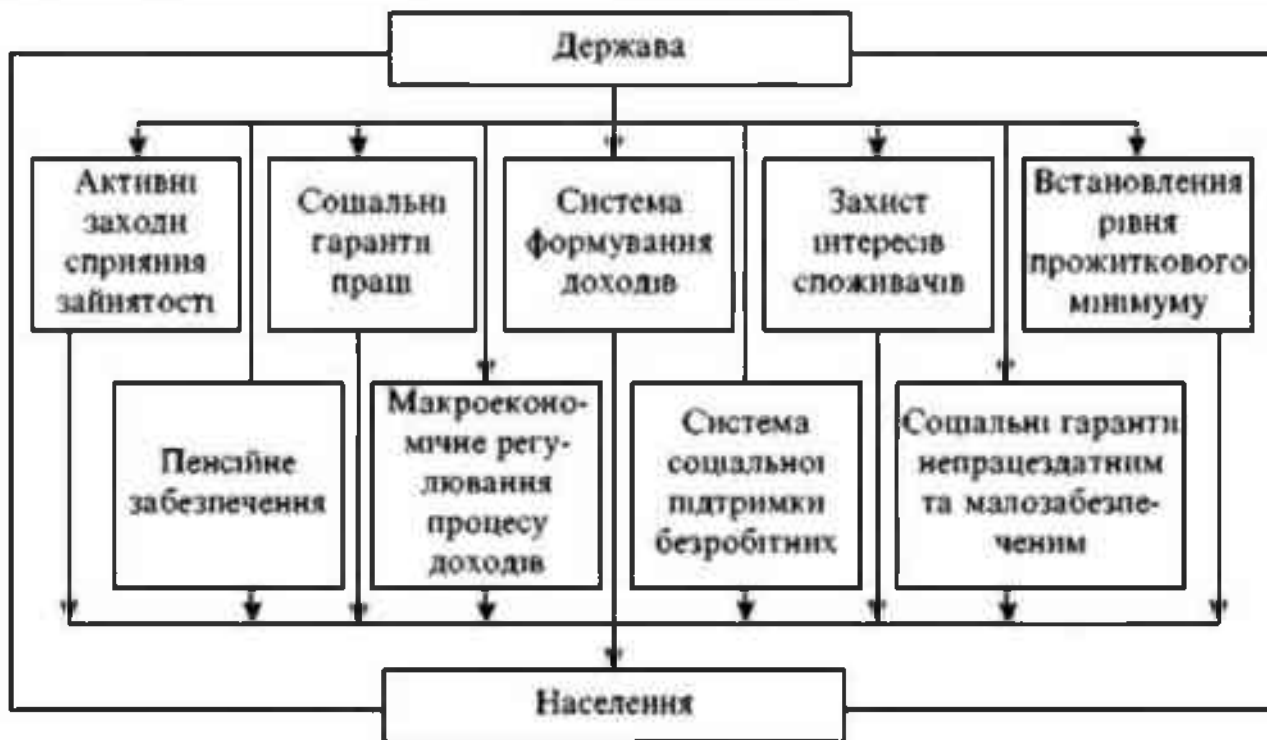 Держава
Активні
заходи
сприяння
зайнятості
Соціальні
гарантії
праці
Система
формування
доходів
Захист
інтересів
споживачів
Встановлення
рівня
прожиткового
мінімуму
Пенсійне
забезпечення
Макроеконо-
мічне регу-
лювання
процесу
доходів
Система
соціальної
підтримки
безробітних
Соціальні гарантії
непрацездатним
та малозабезпе-
ченим
Населення